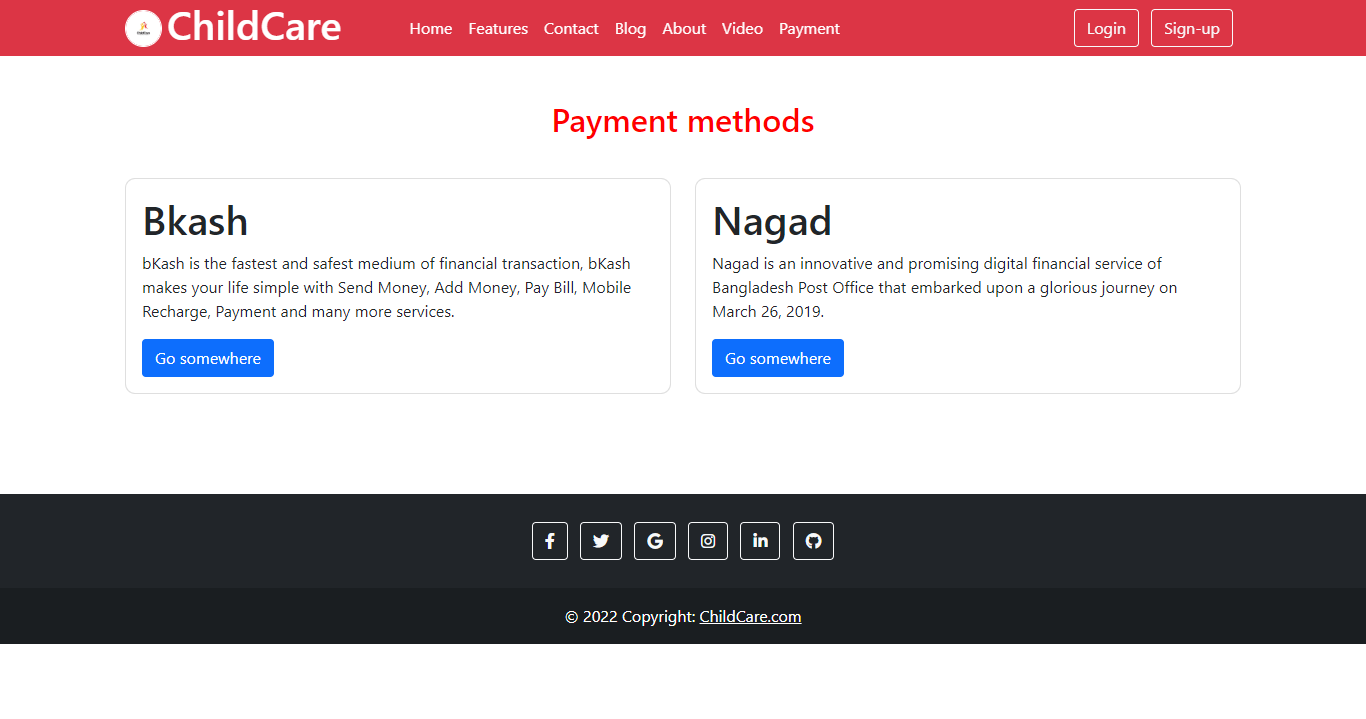 ChildCare
Home Features Contact Blog About Video Payment
Login Sign-up
Payment methods
Bkash
bKash is the fastest and safest medium of financial transaction, bKash
makes your life simple with Send Money, Add Money, Pay Bill, Mobile
Recharge, Payment and many more services.
Go somewhere
Nagad
Nagad is an innovative and promising digital financial service of
Bangladesh Post Office that embarked upon a glorious journey on
March 26, 2019.
Go somewhere
© 2022 Copyright: ChildCare.com